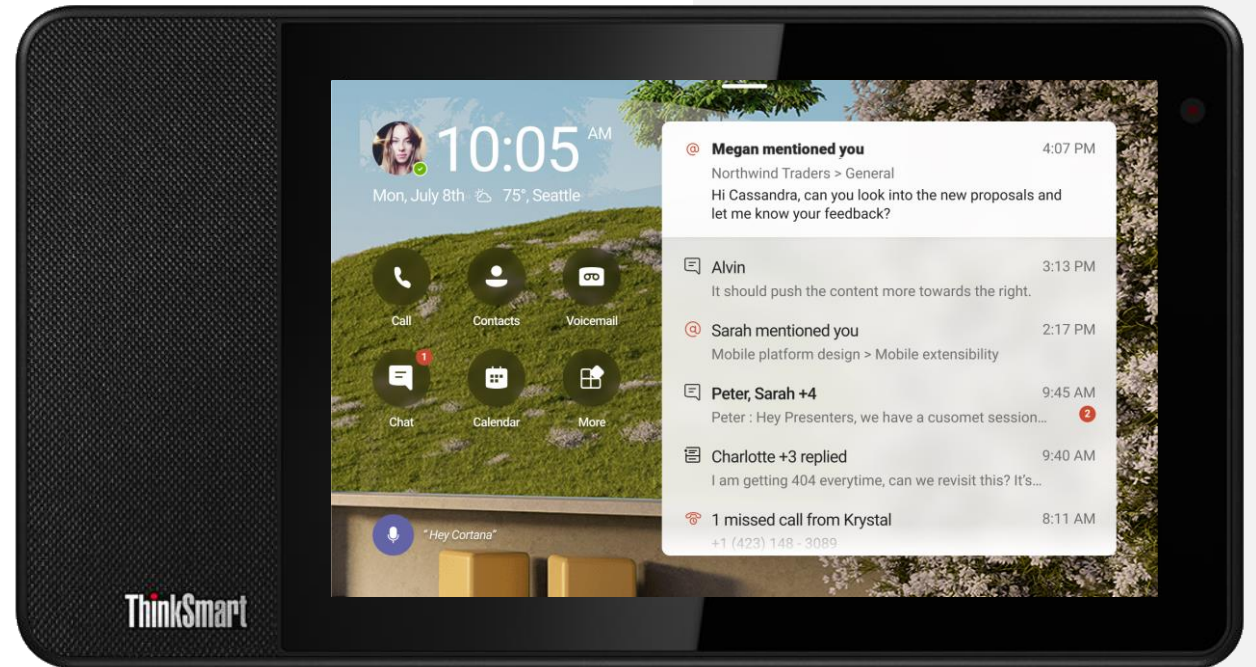 10:05 AM
Mon, July 8th 75°, Seattle
Call Contacts Voicemail
1
Chat Calendar More
"Hey Cortana"
@ Megan mentioned you 4:07 PM
Northwind Traders > General
Hi Cassandra, can you look into the new proposals and
let me know your feedback?
Alvin 3:13 PM
It should push the content more towards the right.
@ Sarah mentioned you 2:17 PM
Mobile platform design > Mobile extensibility
Peter, Sarah +4 9:45 AM
Peter : Hey Presenters, we have a cusomet session... 2
Charlotte +3 replied 9:40 AM
I am getting 404 everytime, can we revisit this? It's...
1 missed call from Krystal 8:11 AM
+1 (423) 148 - 3089
ThinkSmart